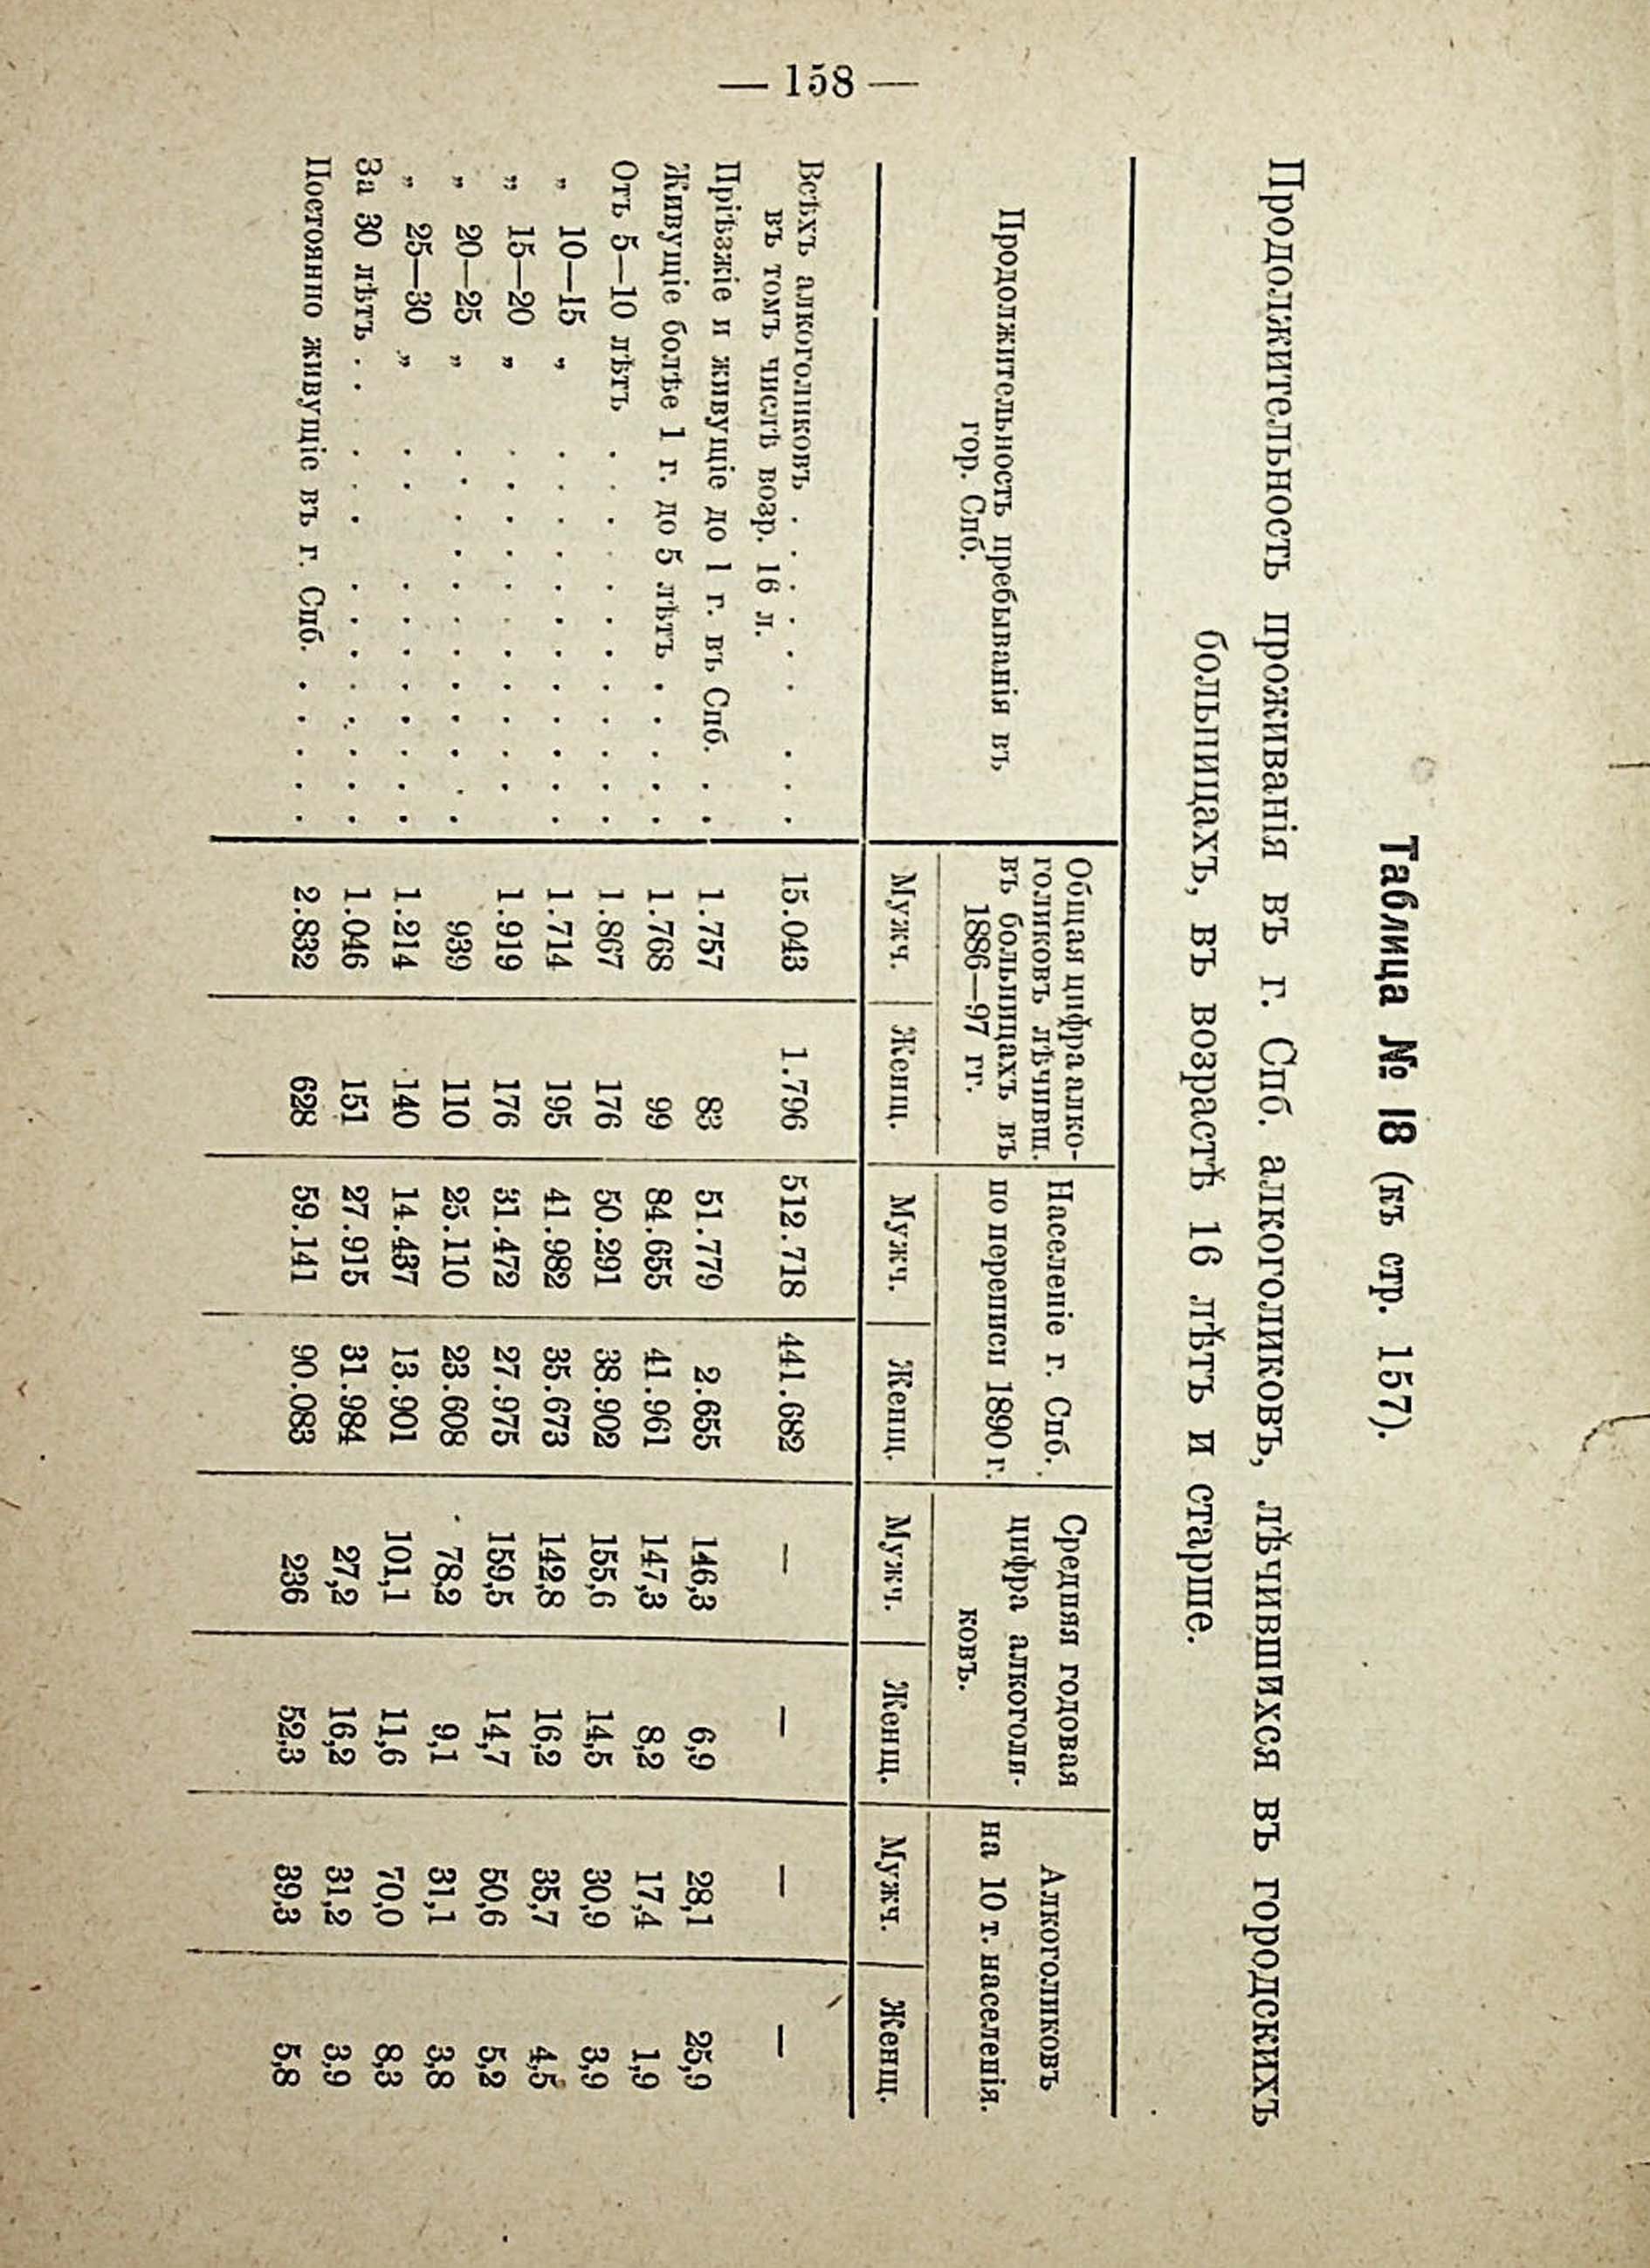 — 158 —
Таблица № 18 (къ стр. 157).
Продолжительность проживанія въ г. Спб. алкоголиковъ, лѣчившихся въ городскихъ
больницахъ, въ возрастѣ 16 лѣтъ и старше.
Продолжительность пребыванія въ
гор. Спб.
Общая цифра алко-
голиковъ лѣчивш.
въ больницахъ въ
1886—97 гг.
Населеніе г. Спб.
по переписи 1890 г.
Средняя годовая
цифра алкоголи-
ковъ.
Алкоголиковъ
на 10 т. населенія.
Мужч. Женщ. Мужч. Женщ. Мужч. Женщ. Мужч. Женщ.
Всѣхъ алкоголиковъ . . . . . . . . . 15.043 1.796 512.718 441.682 — — — —
въ томъ числѣ возр. 16 л.
Пріѣзжіе и живущіе до 1 г. въ Спб. . . 1.757 83 51.779 2.655 146,3 6,9 28,1 25,9
Живущіе болѣе 1 г. до 5 лѣтъ . . . . . 1.768 99 84.655 41.961 147,3 8,2 17,4 1,9
Отъ 5—10 лѣтъ . . . . . . . . . . . . 1.867 176 50.291 38.902 155,6 14,5 30,9 3,9
„ 10—15 „ . . . . . . . . . . . . 1.714 195 41.982 35.673 142,8 16,2 35,7 4,5
„ 15—20 „ . . . . . . . . . . . 1.919 176 31.472 27.975 159,5 14,7 50,6 5,2
„ 20—25 „ . . . . . . . . . . . . 939 110 25.110 23.608 78,2 9,1 31,1 3,8
„ 25—30 „ . . . . . . . . . . 1.214 140 14.437 13.901 101,1 11,6 70,0 8,3
За 30 лѣтъ . . . . . . . . . . . . . 1.046 151 27.915 31.984 27,2 16,2 31,2 3,9
Постоянно живущіе въ г. Спб. . . . . . 2.832 628 59.141 90.083 236 52,3 39,3 5,8